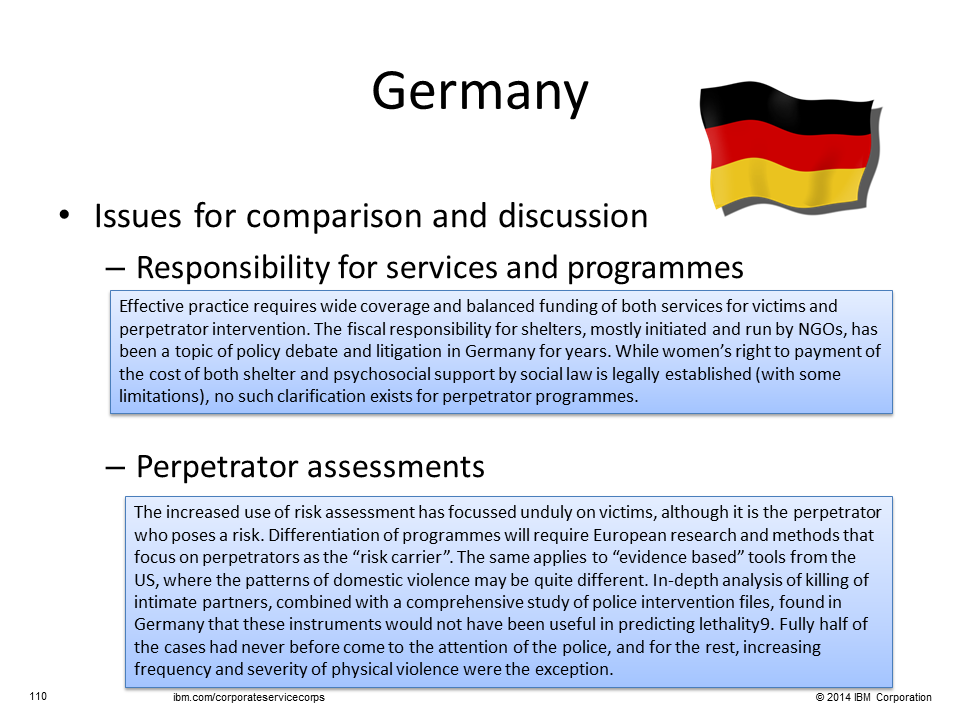 Germany
• Issues for comparison and discussion
– Responsibility for services and programmes
Effective practice requires wide coverage and balanced funding of both services for victims and
perpetrator intervention. The fiscal responsibility for shelters, mostly initiated and run by NGOs, has
been a topic of policy debate and litigation in Germany for years. While women’s right to payment of
the cost of both shelter and psychosocial support by social law is legally established (with some
limitations), no such clarification exists for perpetrator programmes.
– Perpetrator assessments
The increased use of risk assessment has focussed unduly on victims, although it is the perpetrator
who poses a risk. Differentiation of programmes will require European research and methods that
focus on perpetrators as the “risk carrier”. The same applies to “evidence based” tools from the
US, where the patterns of domestic violence may be quite different. In-depth analysis of killing of
intimate partners, combined with a comprehensive study of police intervention files, found in
Germany that these instruments would not have been useful in predicting lethality9. Fully half of
the cases had never before come to the attention of the police, and for the rest, increasing
frequency and severity of physical violence were the exception.
110 ibm.com/corporateservicecorps © 2014 IBM Corporation